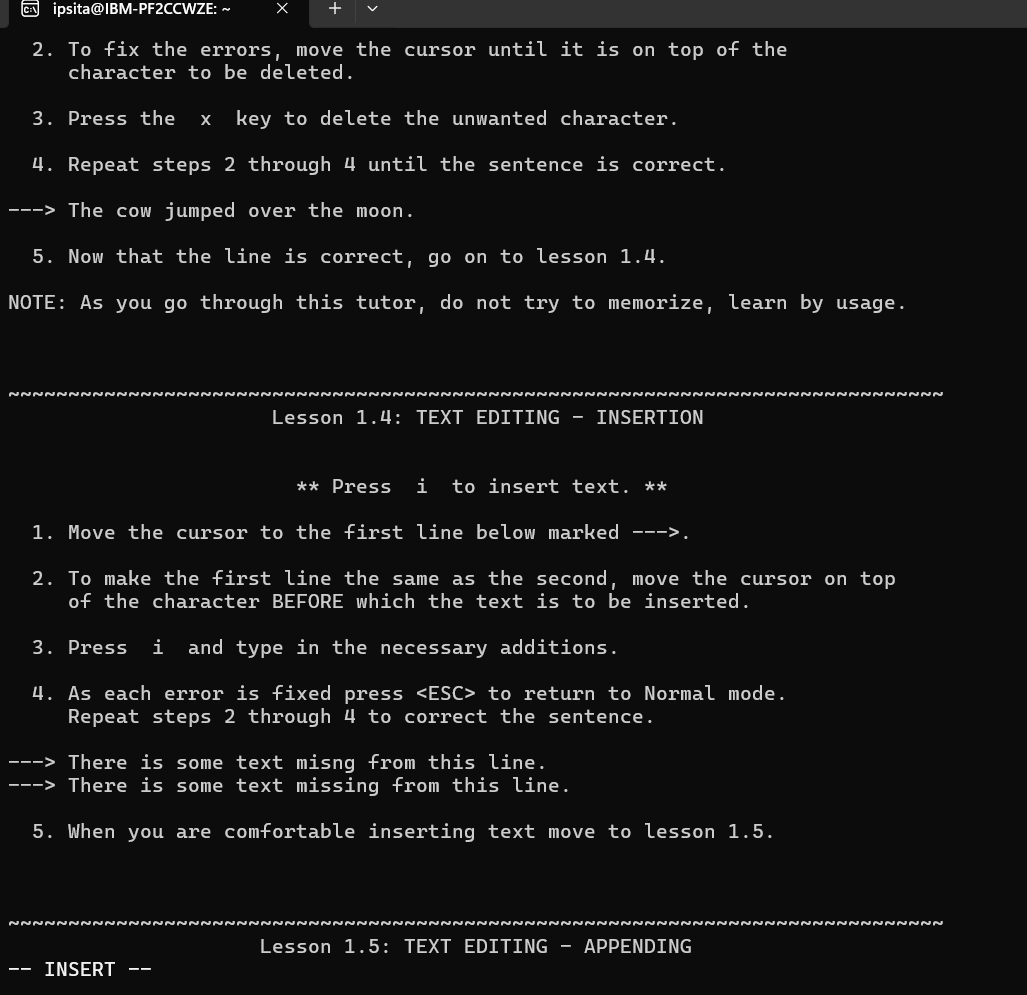 ipsita@IBM-PF2CCWZE: ~
2. To fix the errors, move the cursor until it is on top of the
character to be deleted.
3. Press the  x  key to delete the unwanted character.
4. Repeat steps 2 through 4 until the sentence is correct.
---> The cow jumped over the moon.
5. Now that the line is correct, go on to lesson 1.4.
NOTE: As you go through this tutor, do not try to memorize, learn by usage.
~~~~~~~~~~~~~~~~~~~~~~~~~~~~~~~~~~~~~~~~~~~~~~~~~~~~~~~~~~~~~~~~~~~~~~~~~~~~~~
Lesson 1.4: TEXT EDITING - INSERTION
** Press  i  to insert text. **
1. Move the cursor to the first line below marked --->.
2. To make the first line the same as the second, move the cursor on top
of the character BEFORE which the text is to be inserted.
3. Press  i  and type in the necessary additions.
4. As each error is fixed press <ESC> to return to Normal mode.
Repeat steps 2 through 4 to correct the sentence.
---> There is some text misng from this line.
---> There is some text missing from this line.
5. When you are comfortable inserting text move to lesson 1.5.
~~~~~~~~~~~~~~~~~~~~~~~~~~~~~~~~~~~~~~~~~~~~~~~~~~~~~~~~~~~~~~~~~~~~~~~~~~~~~~
Lesson 1.5: TEXT EDITING - APPENDING
-- INSERT --